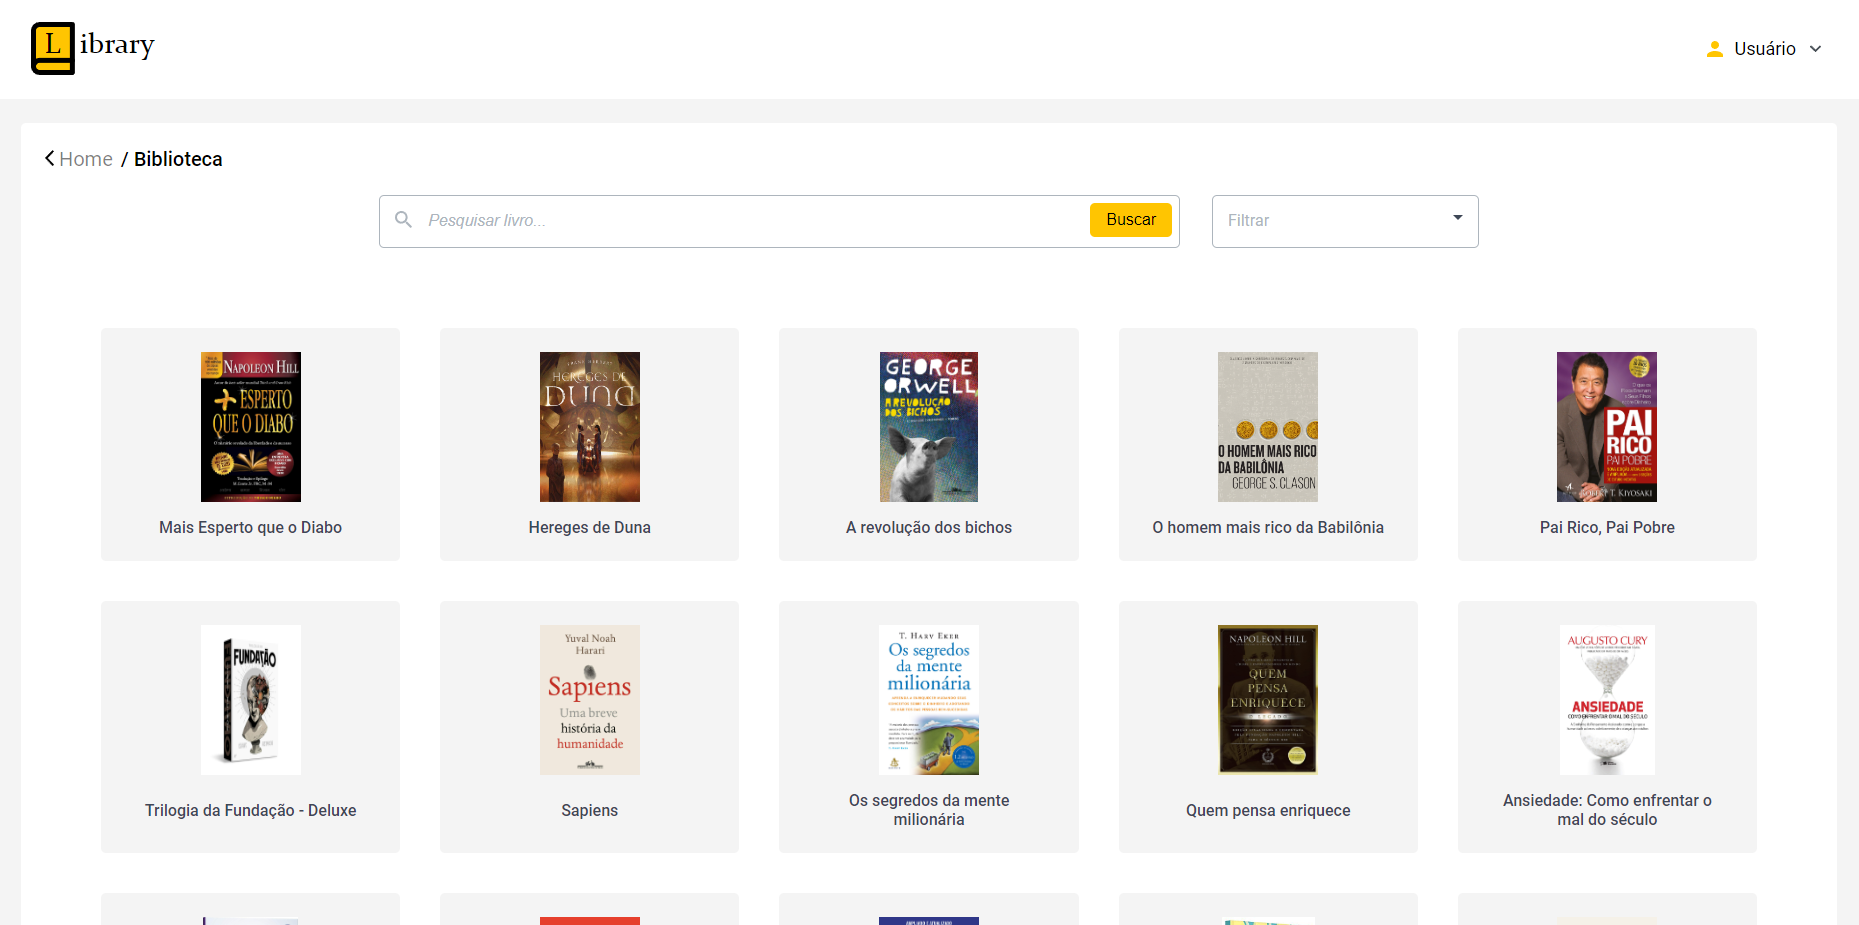 Library
Usuário
Home / Biblioteca
Pesquisar livro...
Buscar
Filtrar
NAPOLEON HILL
+ ESPERTO
QUE O DIABO
Mais Esperto que o Diabo
HEREGES DE
DUNA
Hereges de Duna
GEORGE
ORWELL
A REVOLUÇÃO
DOS BICHOS
A revolução dos bichos
O HOMEM MAIS RICO
DA BABILÔNIA
GEORGE S. CLASON
O homem mais rico da Babilônia
PAI
RICO
PAI POBRE
ROBERT T. KIYOSAKI
Pai Rico, Pai Pobre
FUNDAÇÃO
Trilogia da Fundação - Deluxe
Yuval Noah
Harari
Sapiens
Uma breve
história da
humanidade
Sapiens
T. HARV EKER
Os segredos
da mente
milionária
Os segredos da mente
milionária
NAPOLEON HILL
QUEM
PENSA
ENRIQUECE
Quem pensa enriquece
AUGUSTO CURY
ANSIEDADE
COMO ENFRENTAR O MAL DO SÉCULO
Ansiedade: Como enfrentar o
mal do século